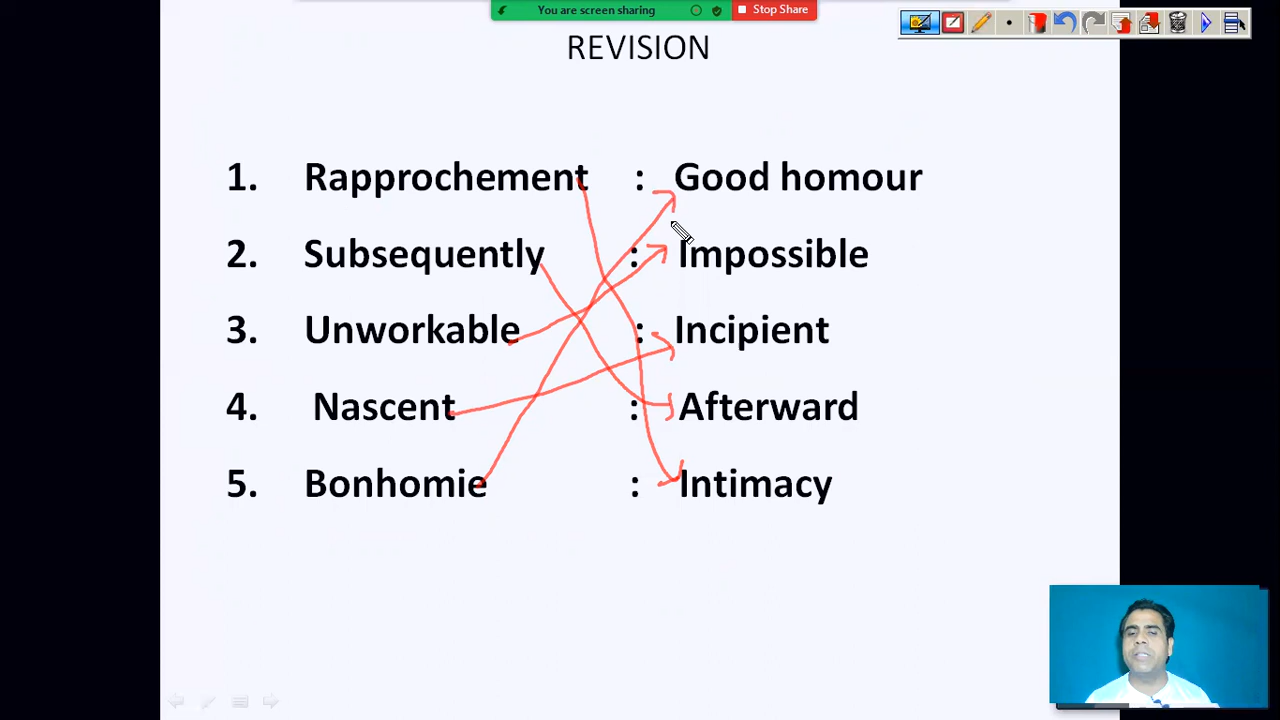 You are screen sharing Stop Share
REVISION
1. Rapprochement : Good homour
2. Subsequently : Impossible
3. Unworkable : Incipient
4. Nascent : Afterward
5. Bonhomie : Intimacy